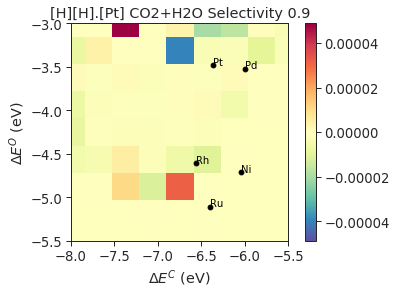 [H][H].[Pt] CO2+H2O Selectivity 0.9
−3.0
−3.5
−4.0
−4.5
−5.0
−5.5
ΔE^O (eV)
Pt
Pd
Rh
Ni
Ru
−8.0 −7.5 −7.0 −6.5 −6.0 −5.5
ΔE^C (eV)
0.00004
0.00002
0.00000
−0.00002
−0.00004